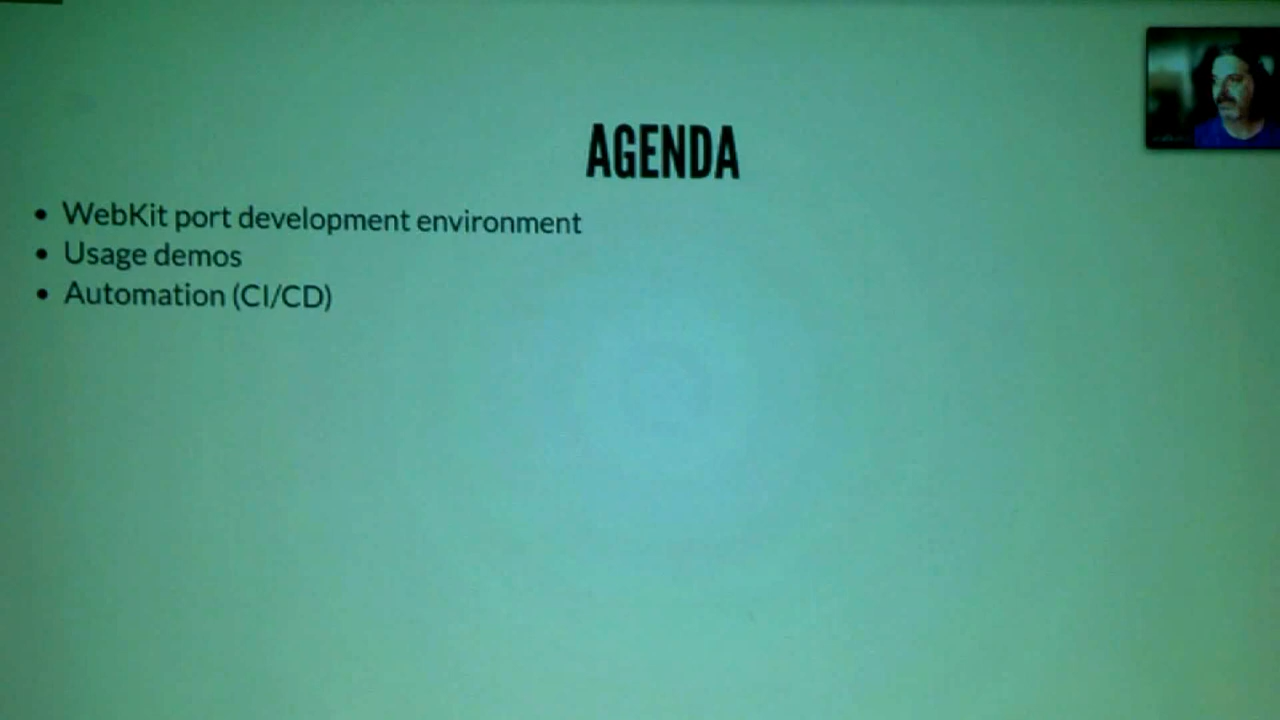 AGENDA
• WebKit port development environment
• Usage demos
• Automation (CI/CD)